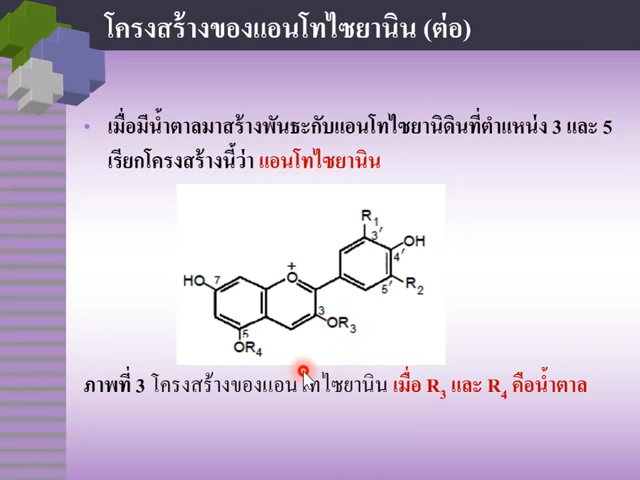 โครงสร้างของแอนโทไซยานิน (ต่อ)
• เมื่อมีน้ำตาลมาสร้างพันธะกับแอนโทไซยานิดินที่ตำแหน่ง 3 และ 5
เรียกโครงสร้างนี้ว่า แอนโทไซยานิน
R1
3′
OH
4′
HO
7
O
+
5′
R2
3
OR3
5
OR4
ภาพที่ 3 โครงสร้างของแอนโทไซยานิน เมื่อ R3 และ R4 คือน้ำตาล